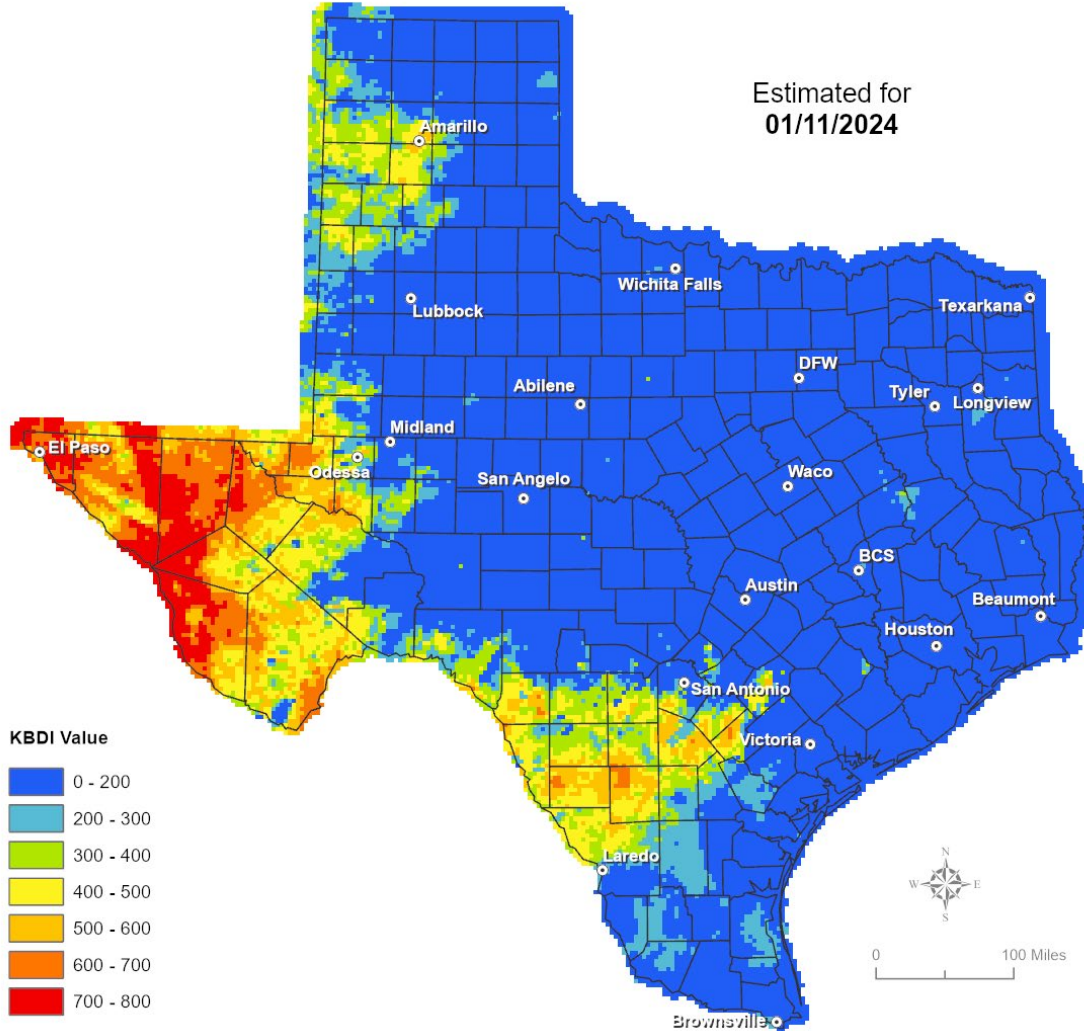 Estimated for
01/11/2024
Amarillo
Wichita Falls
Lubbock
Texarkana
DFW
Abilene
Tyler
Longview
Midland
El Paso
Odessa
San Angelo
Waco
BCS
Austin
Beaumont
Houston
San Antonio
Victoria
Laredo
Brownsville
KBDI Value
0 - 200
200 - 300
300 - 400
400 - 500
500 - 600
600 - 700
700 - 800
N
W E
S
0 100 Miles